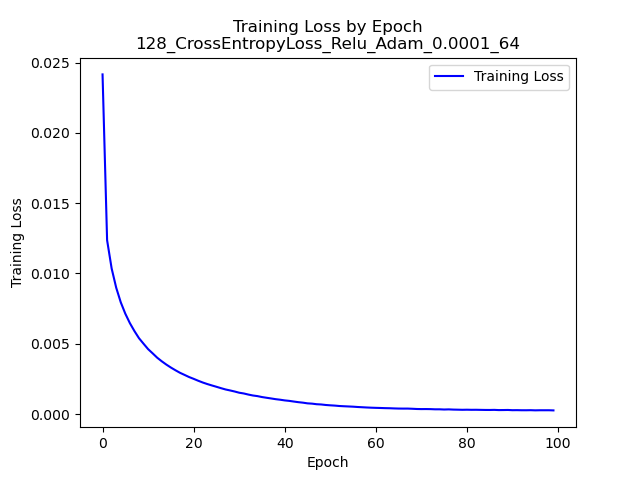 Training Loss by Epoch
128_CrossEntropyLoss_Relu_Adam_0.0001_64
Training Loss
0.025
0.020
0.015
0.010
0.005
0.000
Training Loss
0 20 40 60 80 100
Epoch